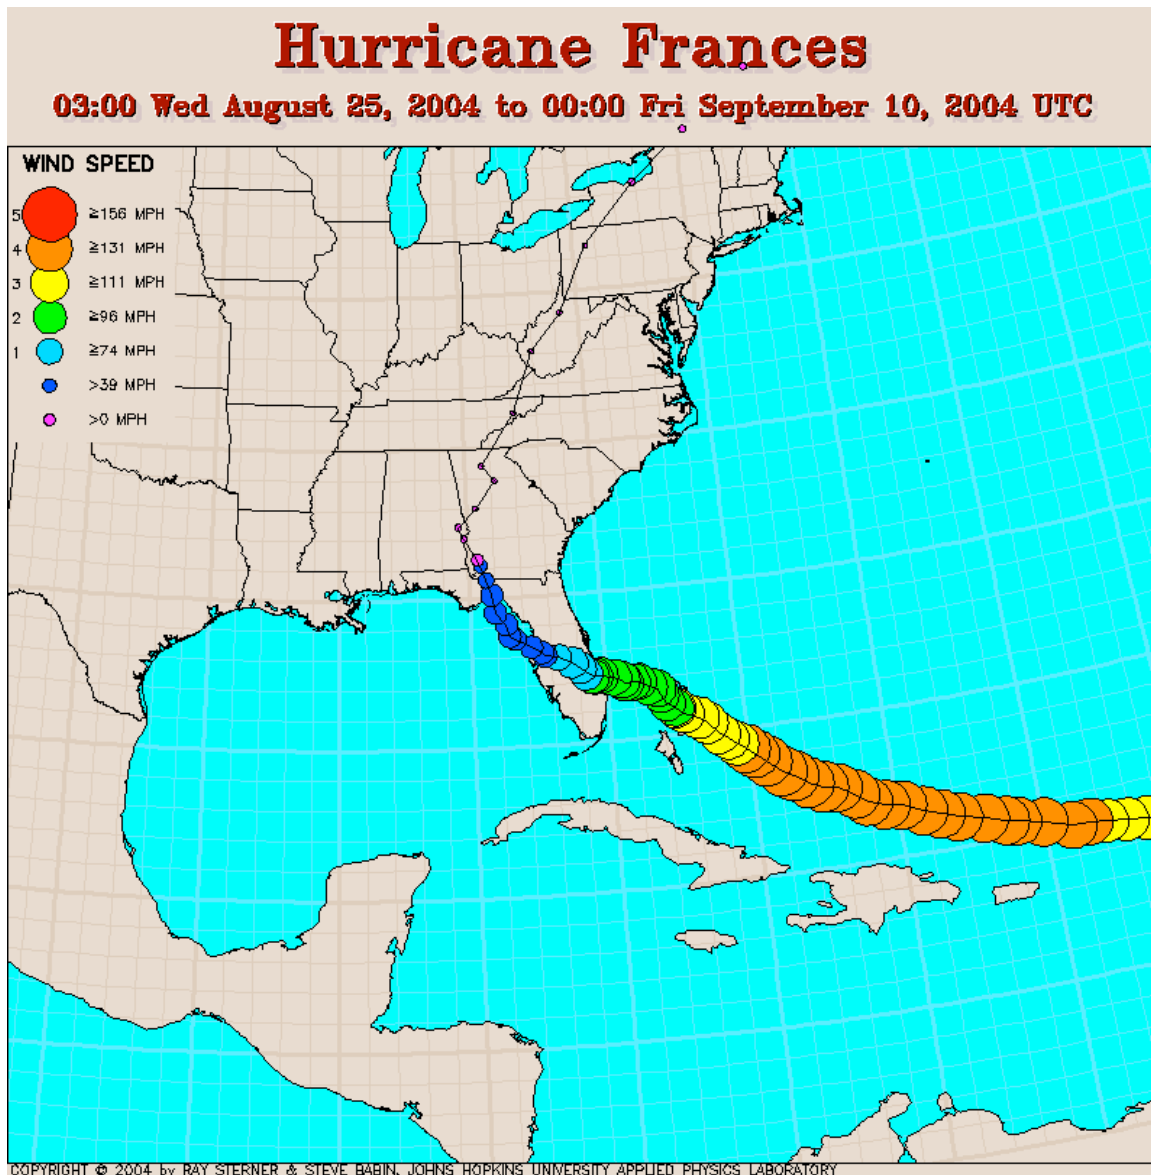 Hurricane Frances
03:00 Wed August 25, 2004 to 00:00 Fri September 10, 2004 UTC
WIND SPEED
5 ≥156 MPH
4 ≥131 MPH
3 ≥111 MPH
2 ≥96 MPH
1 ≥74 MPH
>39 MPH
>0 MPH
COPYRIGHT © 2004 by RAY STERNER & STEVE BABIN, JOHNS HOPKINS UNIVERSITY APPLIED PHYSICS LABORATORY